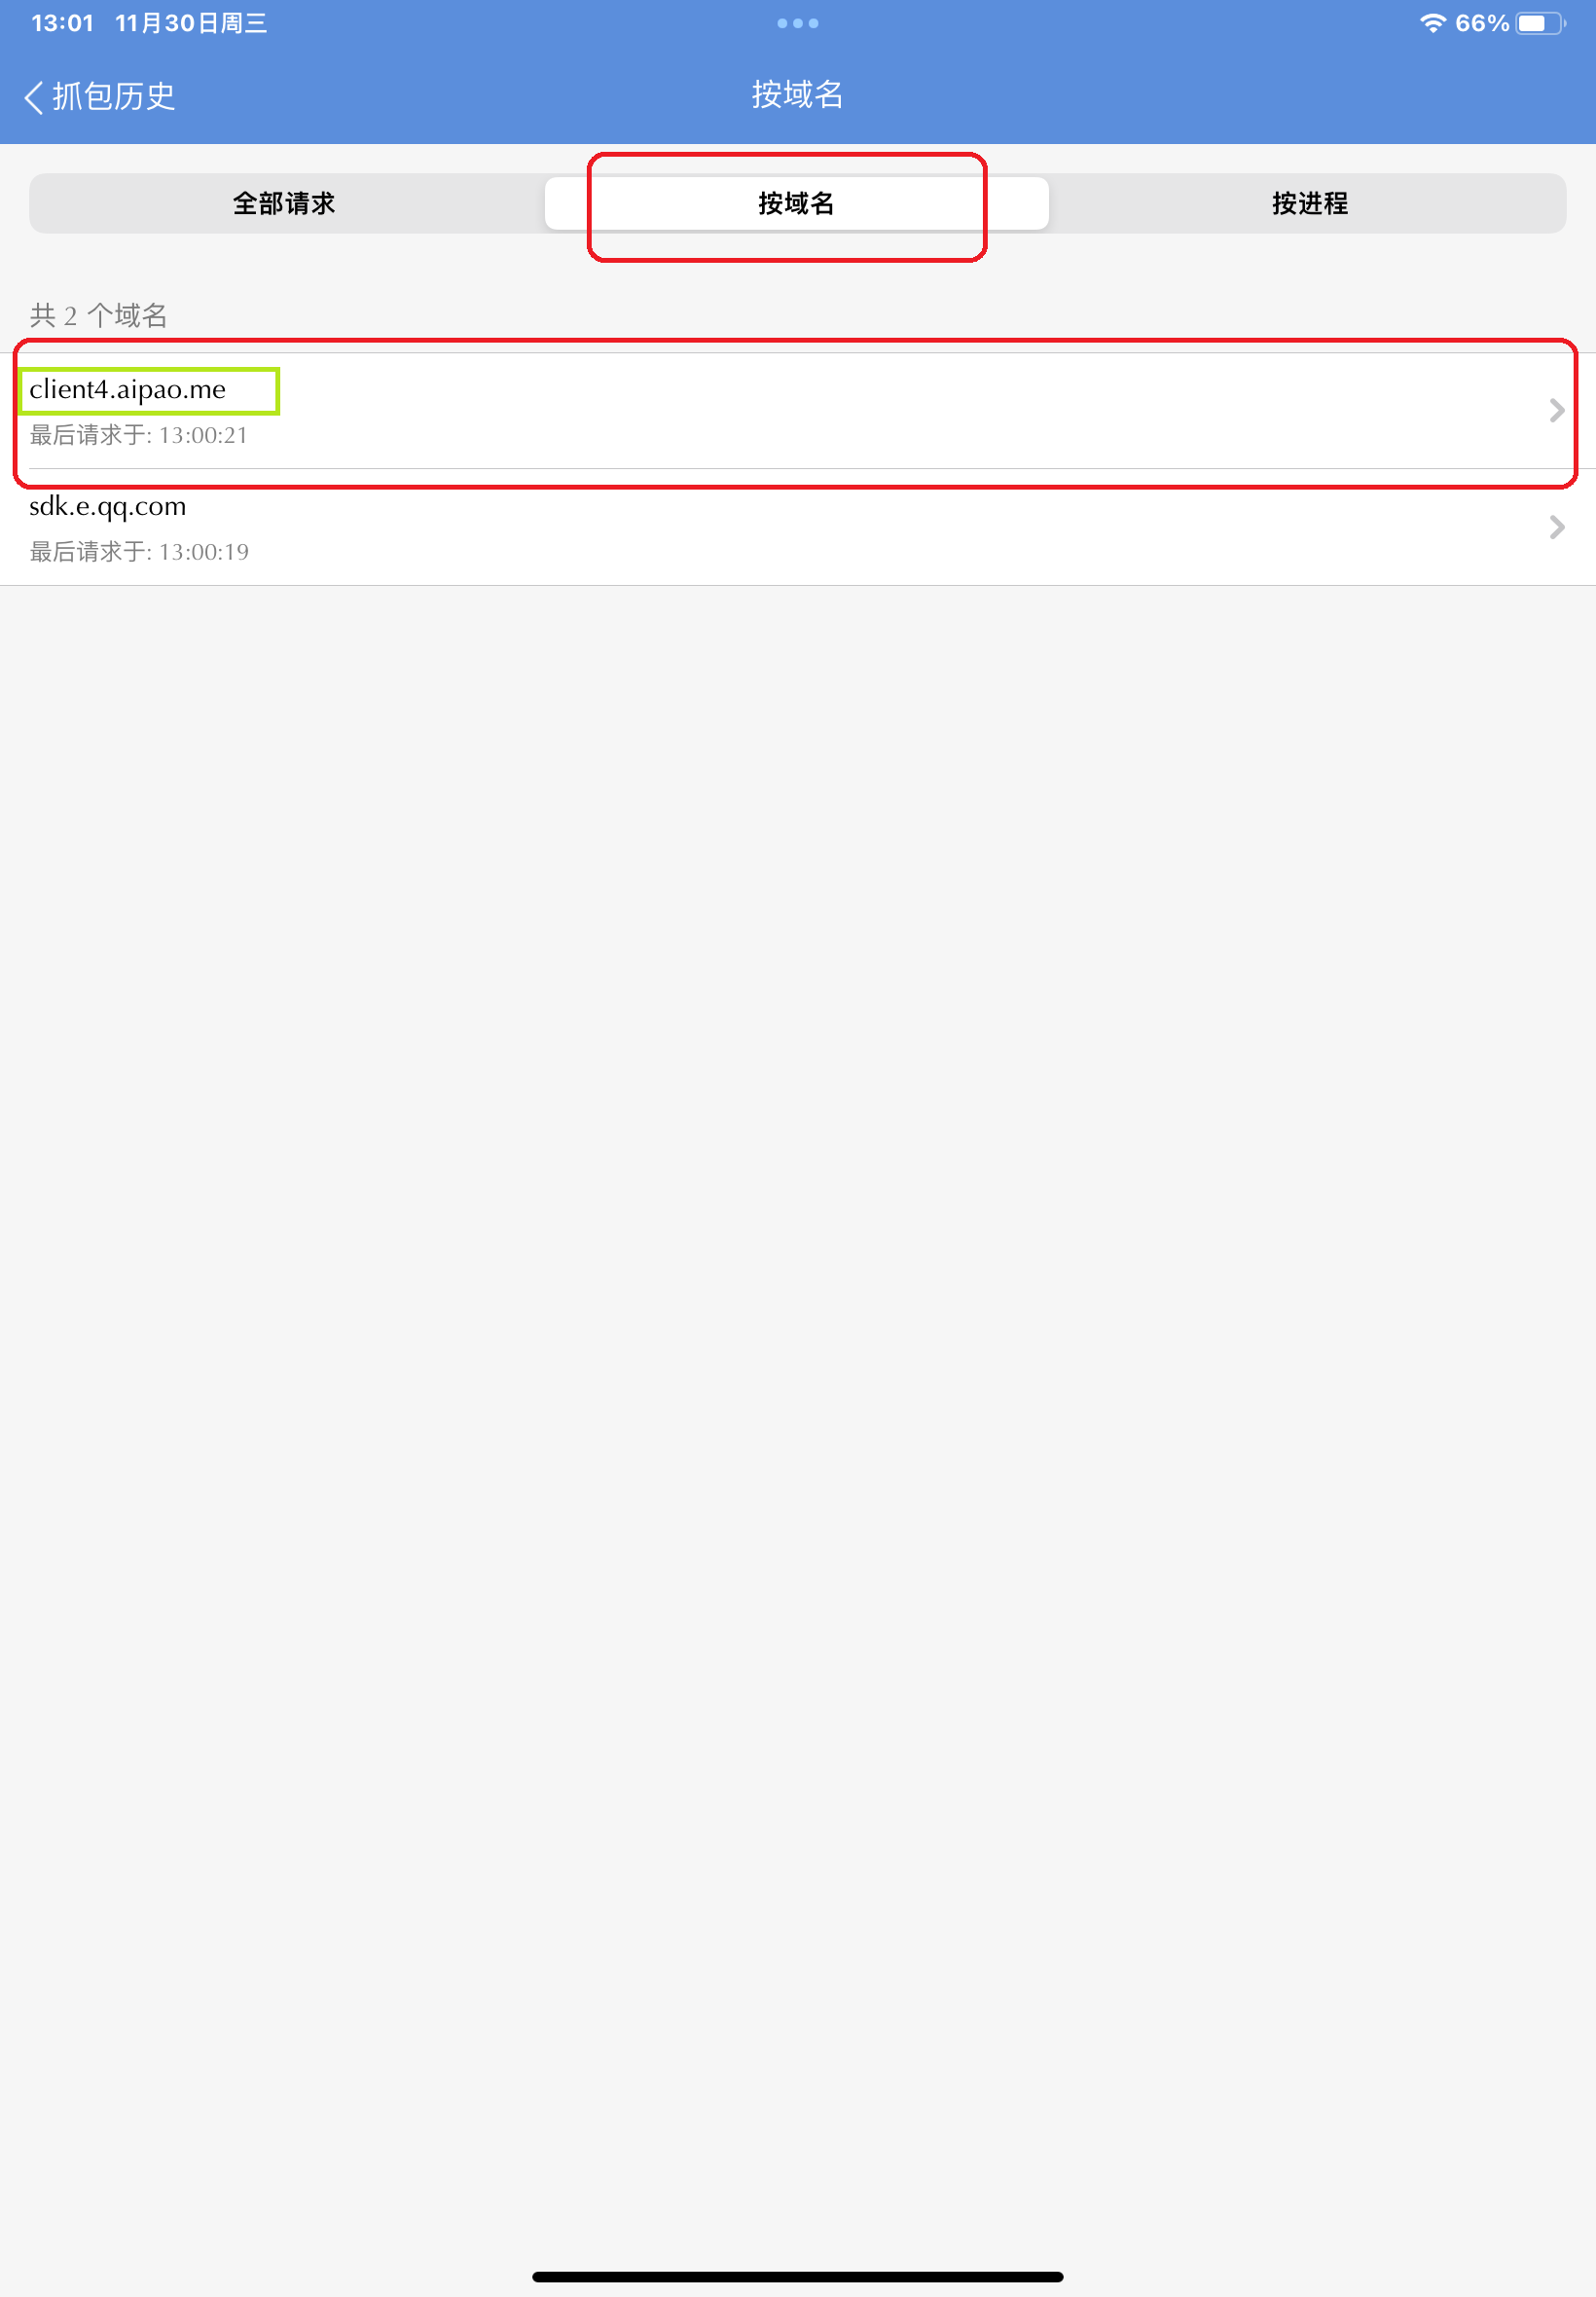 13:01 11月30日周三 66%
抓包历史 按域名
全部请求 按域名 按进程
共 2 个域名
client4.aipao.me
最后请求于: 13:00:21
sdk.e.qq.com
最后请求于: 13:00:19